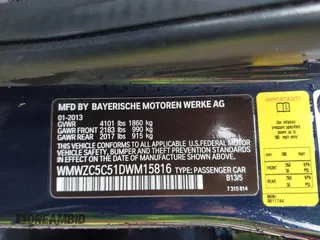 MFD BY BAYERISCHE MOTOREN WERKE AG
01-2013
GVWR 4101 lbs 1860 kg
GAWR FRONT 2183 lbs 990 kg
GAWR REAR 2017 lbs 915 kg
THIS VEHICLE CONFORMS TO ALL APPLICABLE
FEDERAL MOTOR VEHICLE SAFETY, BUMPER, AND
THEFT PREVENTION STANDARDS IN EFFECT ON THE
DATE OF MANUFACTURE SHOWN ABOVE.
WMWZC5C51DWM15816 TYPE: PASSENGER CAR
B13/5
7 315 814
IMPORTANT!
MINI
9811744
DREAMBID